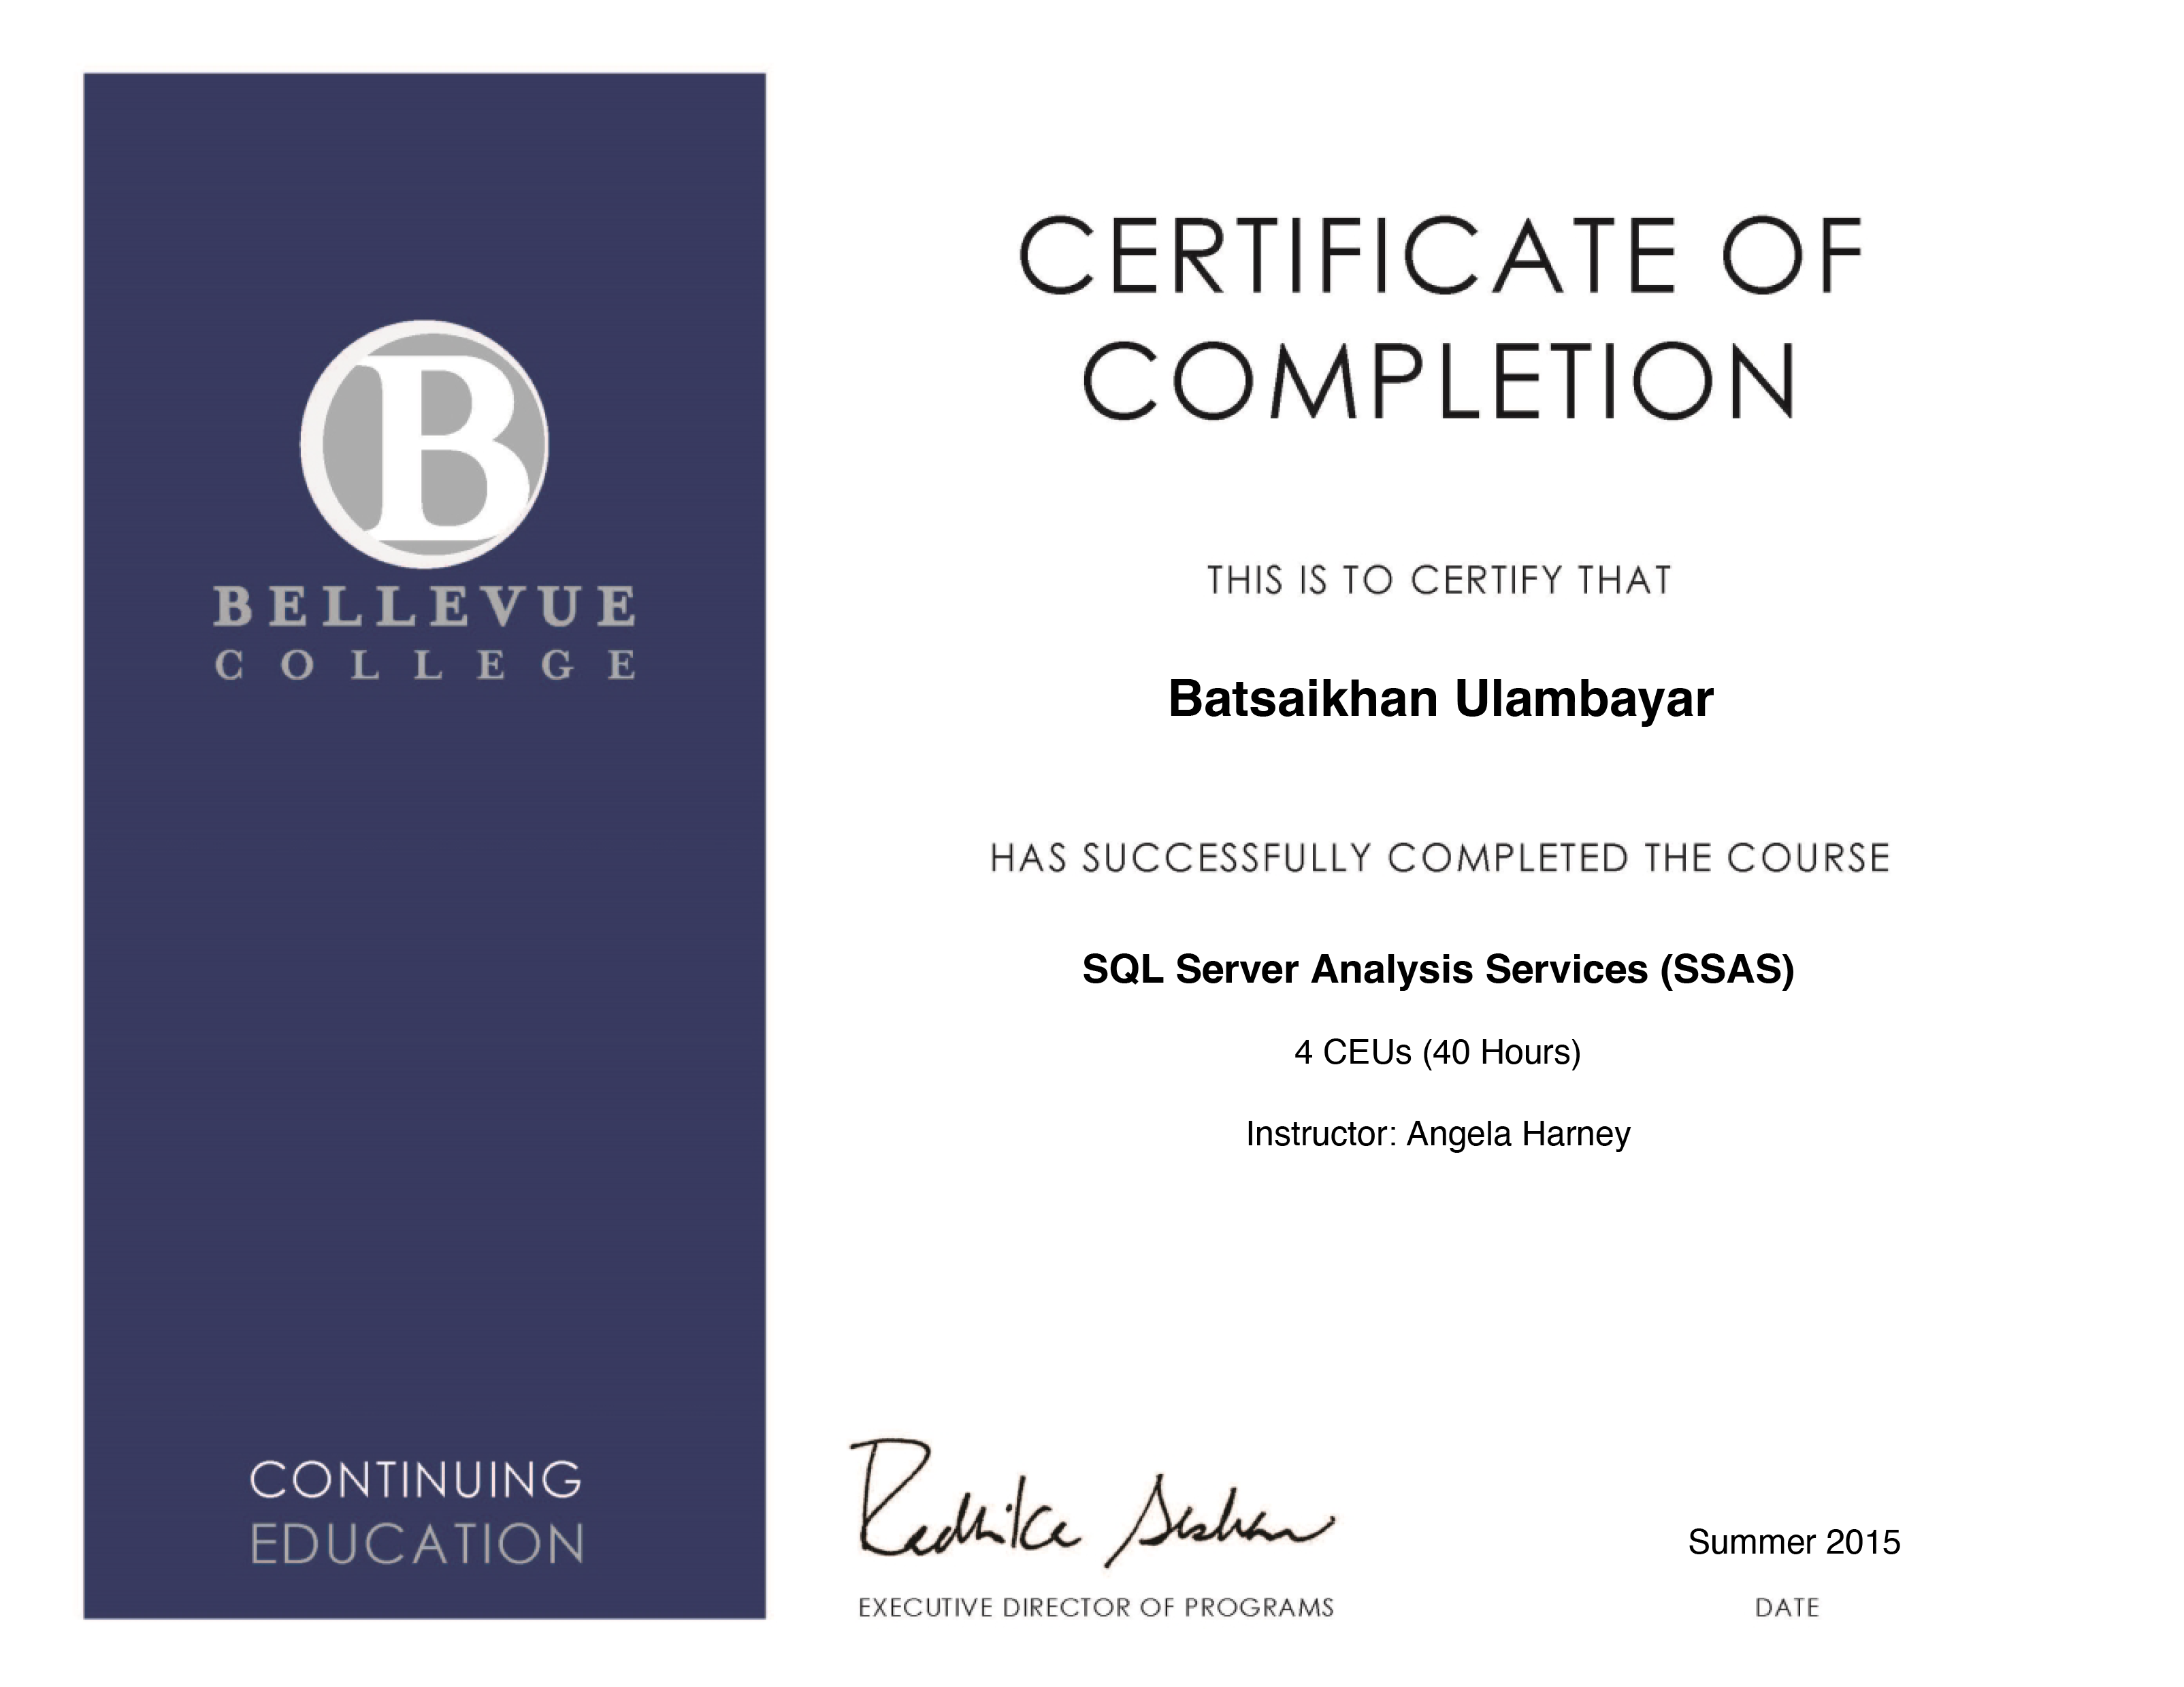 BELLEVUE
COLLEGE
CONTINUING
EDUCATION
CERTIFICATE OF
COMPLETION
THIS IS TO CERTIFY THAT
Batsaikhan Ulambayar
HAS SUCCESSFULLY COMPLETED THE COURSE
SQL Server Analysis Services (SSAS)
4 CEUs (40 Hours)
Instructor: Angela Harney
EXECUTIVE DIRECTOR OF PROGRAMS
Summer 2015
DATE